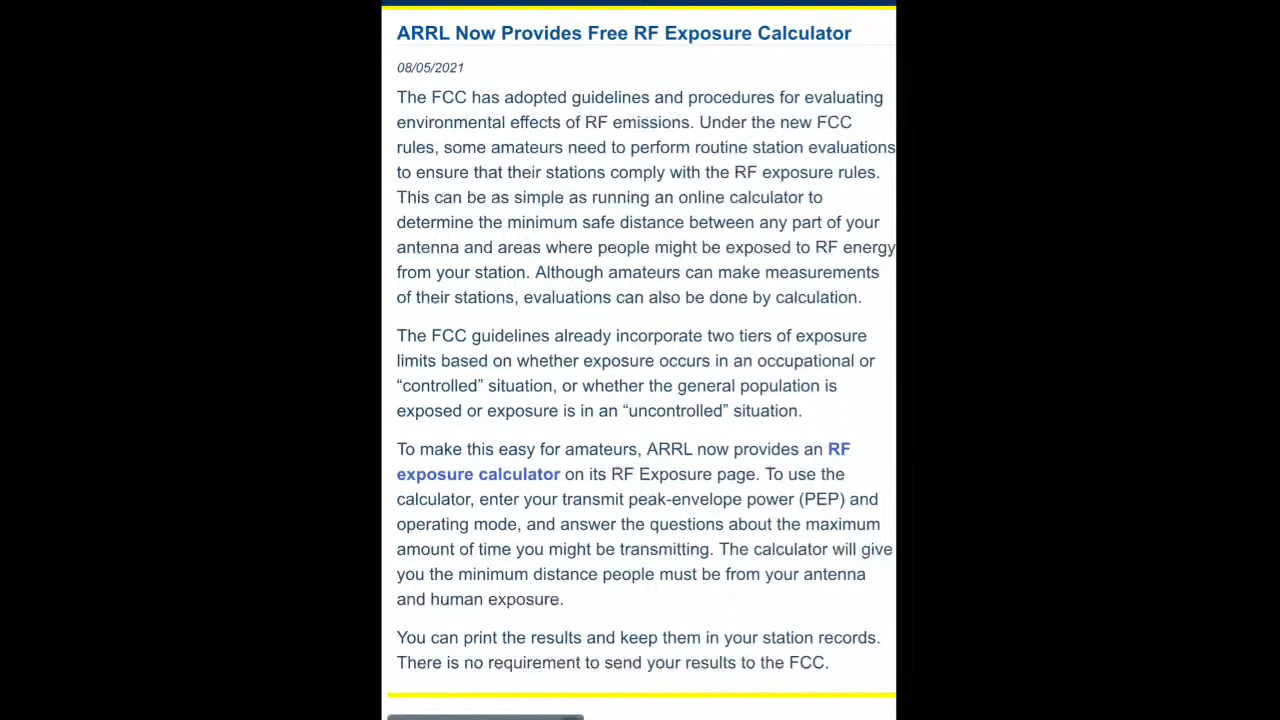 ARRL Now Provides Free RF Exposure Calculator
08/05/2021
The FCC has adopted guidelines and procedures for evaluating
environmental effects of RF emissions. Under the new FCC
rules, some amateurs need to perform routine station evaluations
to ensure that their stations comply with the RF exposure rules.
This can be as simple as running an online calculator to
determine the minimum safe distance between any part of your
antenna and areas where people might be exposed to RF energy
from your station. Although amateurs can make measurements
of their stations, evaluations can also be done by calculation.
The FCC guidelines already incorporate two tiers of exposure
limits based on whether exposure occurs in an occupational or
“controlled” situation, or whether the general population is
exposed or exposure is in an “uncontrolled” situation.
To make this easy for amateurs, ARRL now provides an RF
exposure calculator on its RF Exposure page. To use the
calculator, enter your transmit peak-envelope power (PEP) and
operating mode, and answer the questions about the maximum
amount of time you might be transmitting. The calculator will give
you the minimum distance people must be from your antenna
and human exposure.
You can print the results and keep them in your station records.
There is no requirement to send your results to the FCC.